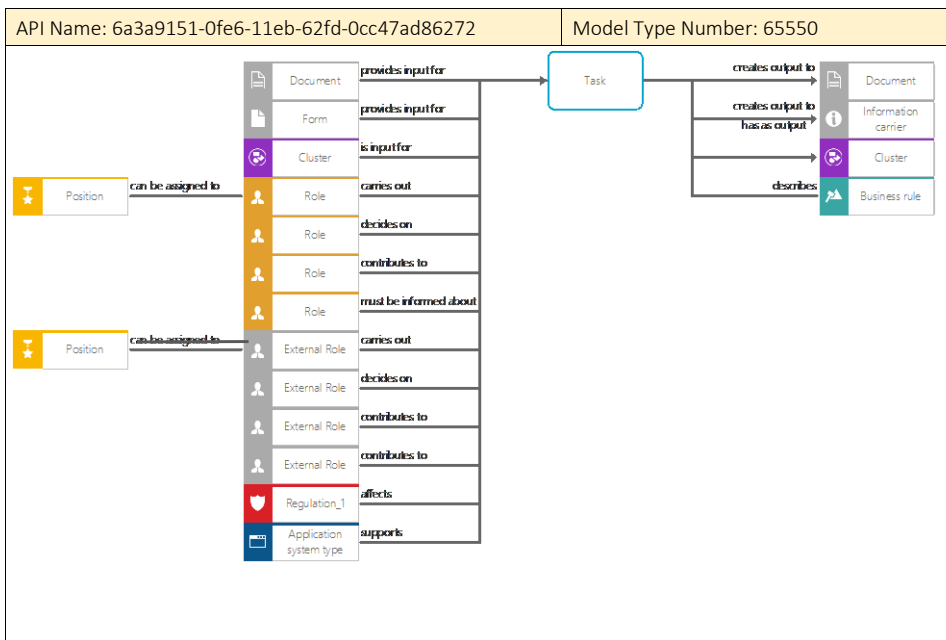 API Name: 6a3a9151-0fe6-11eb-62fd-0cc47ad86272
Model Type Number: 65550
Document
provides input for
Task
creates output to
Document
Form
provides input for
creates output to
has as output
Information
carrier
Cluster
is input for
Cluster
Position
can be assigned to
Role
carries out
describes
Business rule
Role
decides on
Role
contributes to
Role
must be informed about
Position
can be assigned to
External Role
carries out
External Role
decides on
External Role
contributes to
External Role
contributes to
Regulation_1
affects
Application
system type
supports